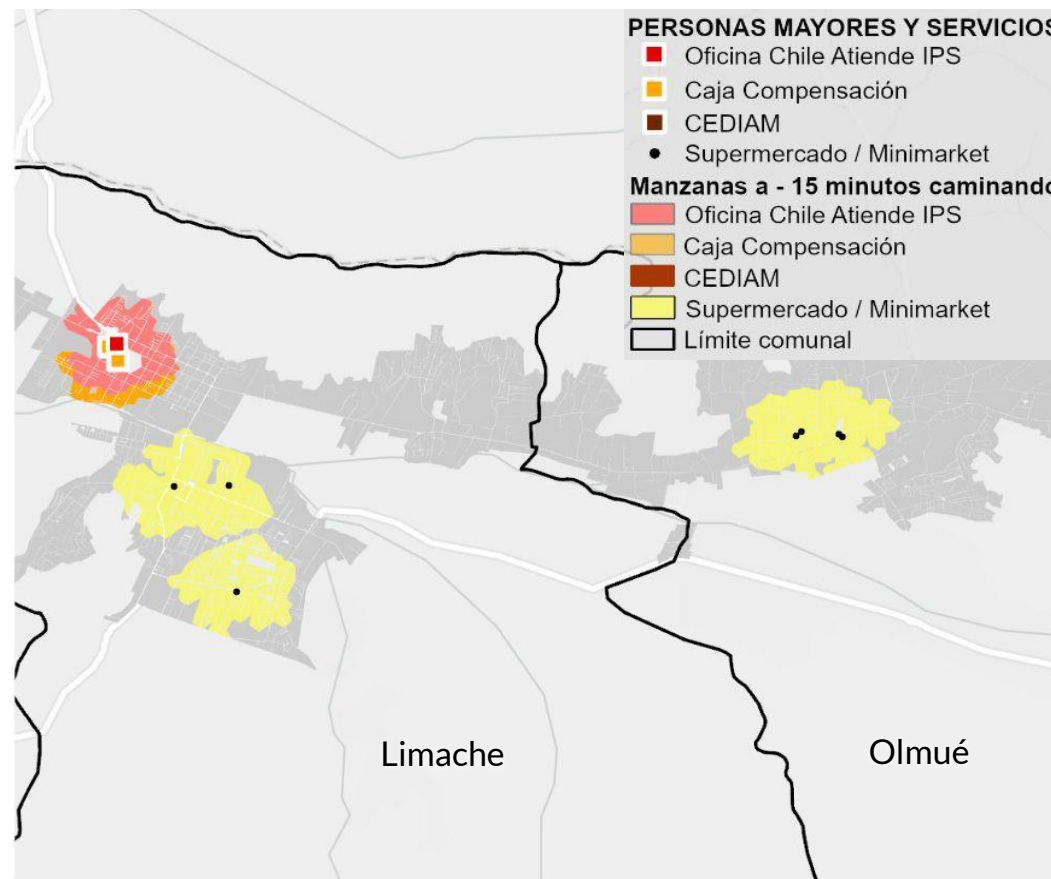 PERSONAS MAYORES Y SERVICIOS
Oficina Chile Atiende IPS
Caja Compensación
CEDIAM
Supermercado / Minimarket
Manzanas a - 15 minutos caminando
Oficina Chile Atiende IPS
Caja Compensación
CEDIAM
Supermercado / Minimarket
Límite comunal
Limache
Olmué